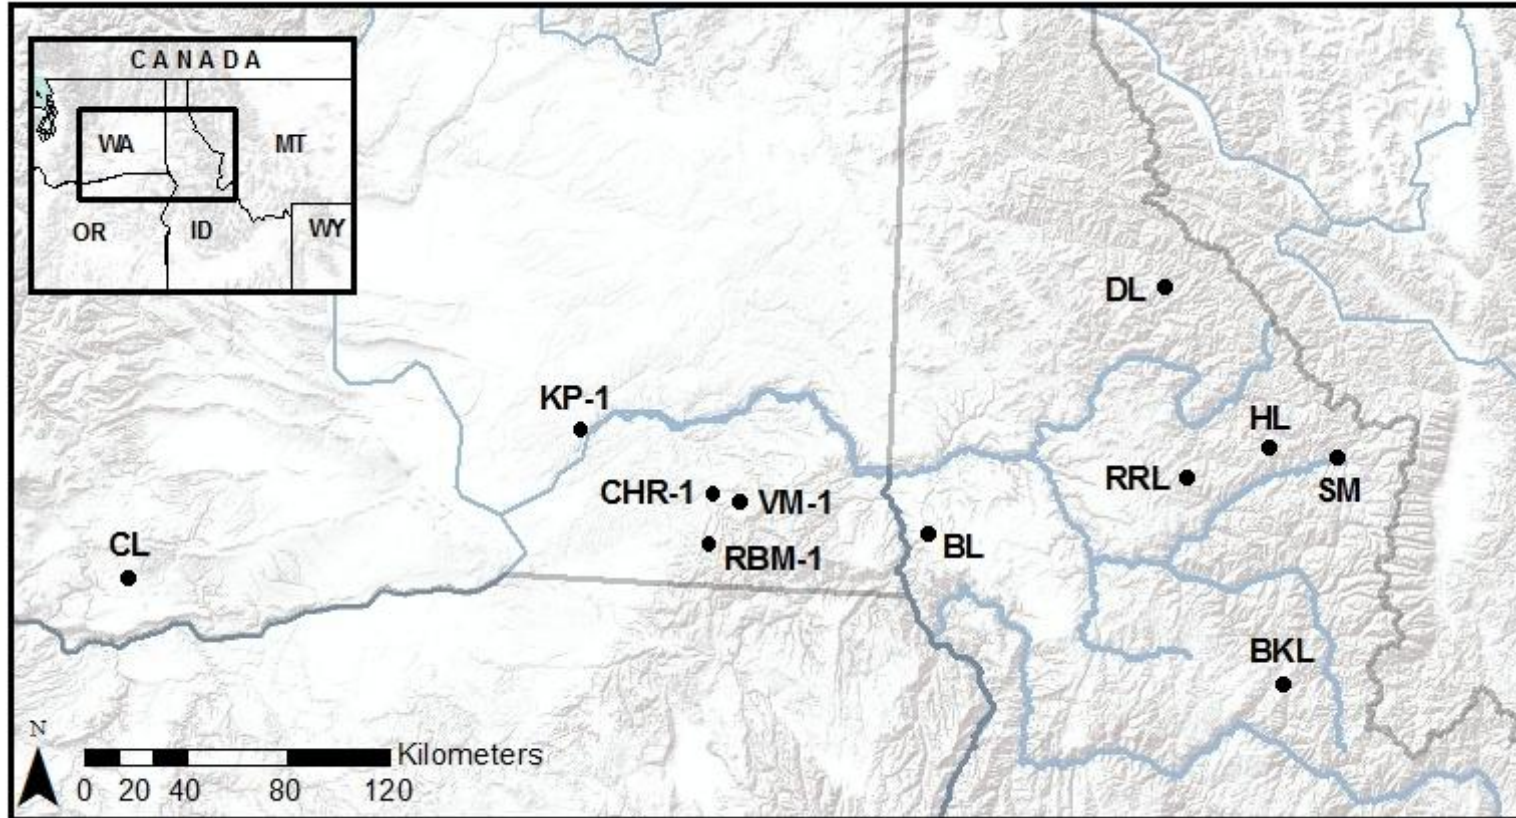 CANADA
WA
MT
OR
ID
WY
DL
KP-1
HL
CHR-1
VM-1
RRL
SM
CL
RBM-1
BL
BKL
N
Kilometers
0 20 40 80 120